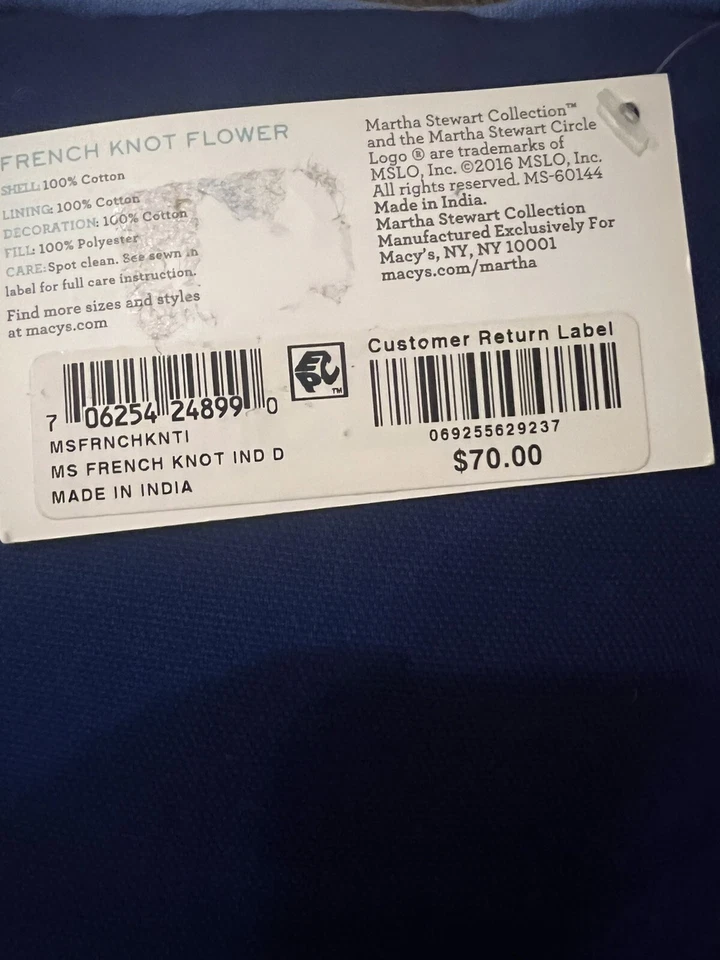 FRENCH KNOT FLOWER
SHELL: 100% Cotton
LINING: 100% Cotton
DECORATION: 100% Cotton
FILL: 100% Polyester
CARE: Spot clean. See sewn in
label for full care instruction.
Find more sizes and styles
at macys.com
Martha Stewart Collection™
and the Martha Stewart Circle
Logo ® are trademarks of
MSLO, Inc. ©2016 MSLO, Inc.
All rights reserved. MS-60144
Made in India.
Martha Stewart Collection
Manufactured Exclusively For
Macy's, NY, NY 10001
macys.com/martha
7 06254 24899 0
MSFRNCHKNTI
MS FRENCH KNOT IND D
MADE IN INDIA
EPC™
Customer Return Label
069255629237
$70.00